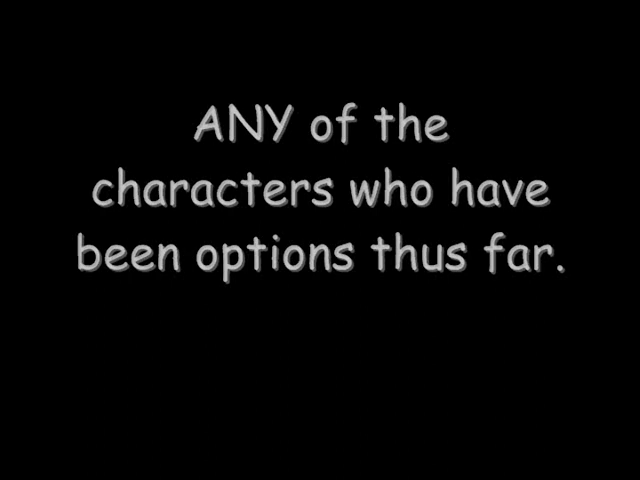 ANY of the
characters who have
been options thus far.